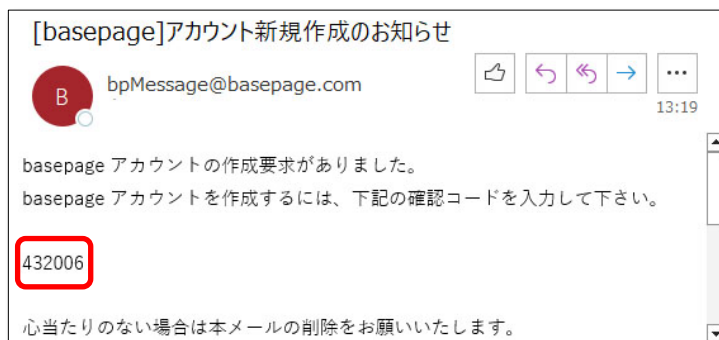 [basepage]アカウント新規作成のお知らせ
B
bpMessage@basepage.com
13:19
basepage アカウントの作成要求がありました。
basepage アカウントを作成するには、下記の確認コードを入力して下さい。
432006
心当たりのない場合は本メールの削除をお願いいたします。